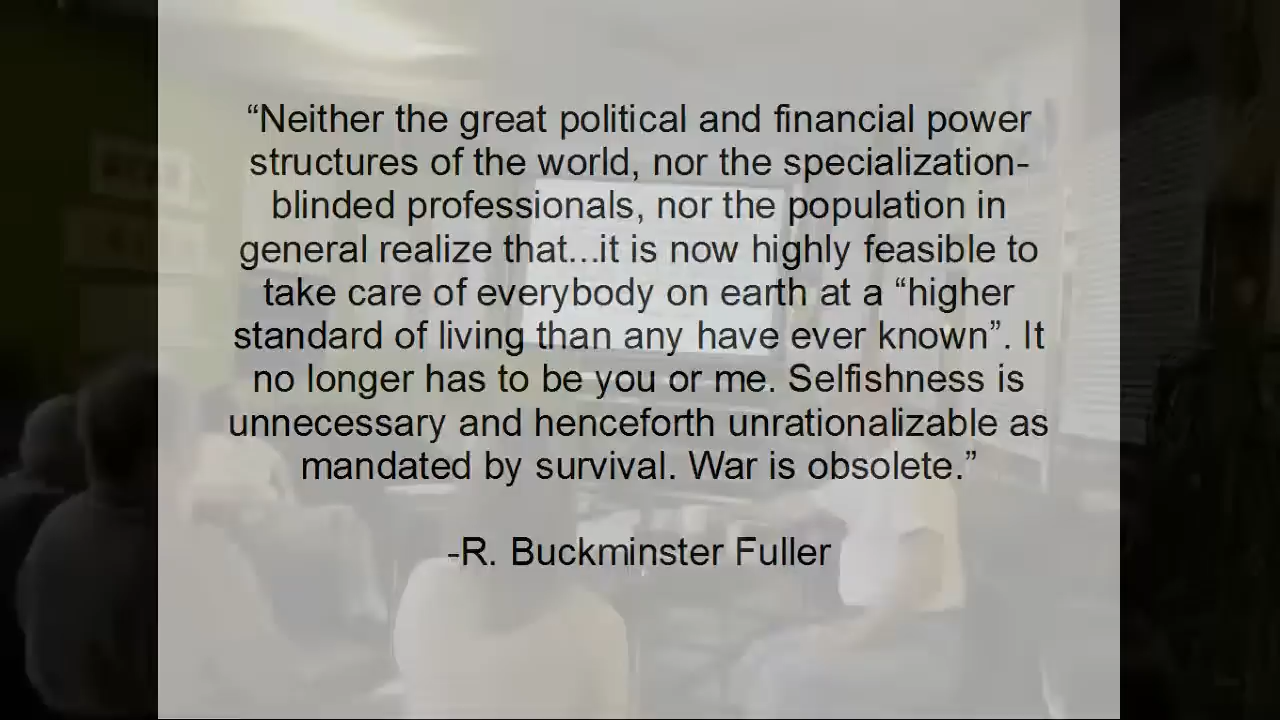 “Neither the great political and financial power
structures of the world, nor the specialization-
blinded professionals, nor the population in
general realize that...it is now highly feasible to
take care of everybody on earth at a “higher
standard of living than any have ever known”. It
no longer has to be you or me. Selfishness is
unnecessary and henceforth unrationalizable as
mandated by survival. War is obsolete.”
-R. Buckminster Fuller